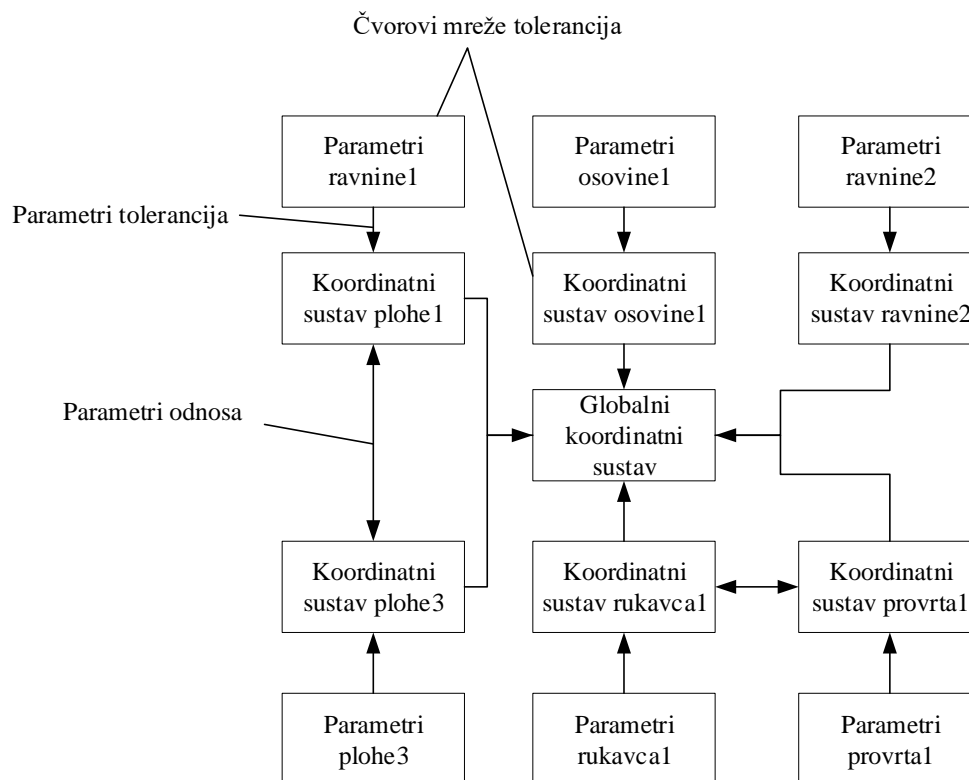 Čvorovi mreže tolerancija
Parametri
ravnine1
Parametri
osovine1
Parametri
ravnine2
Parametri tolerancija
Koordinatni
sustav plohe1
Koordinatni
sustav osovine1
Koordinatni
sustav ravnine2
Parametri odnosa
Globalni
koordinatni
sustav
Koordinatni
sustav plohe3
Koordinatni
sustav rukavca1
Koordinatni
sustav provrta1
Parametri
plohe3
Parametri
rukavca1
Parametri
provrta1